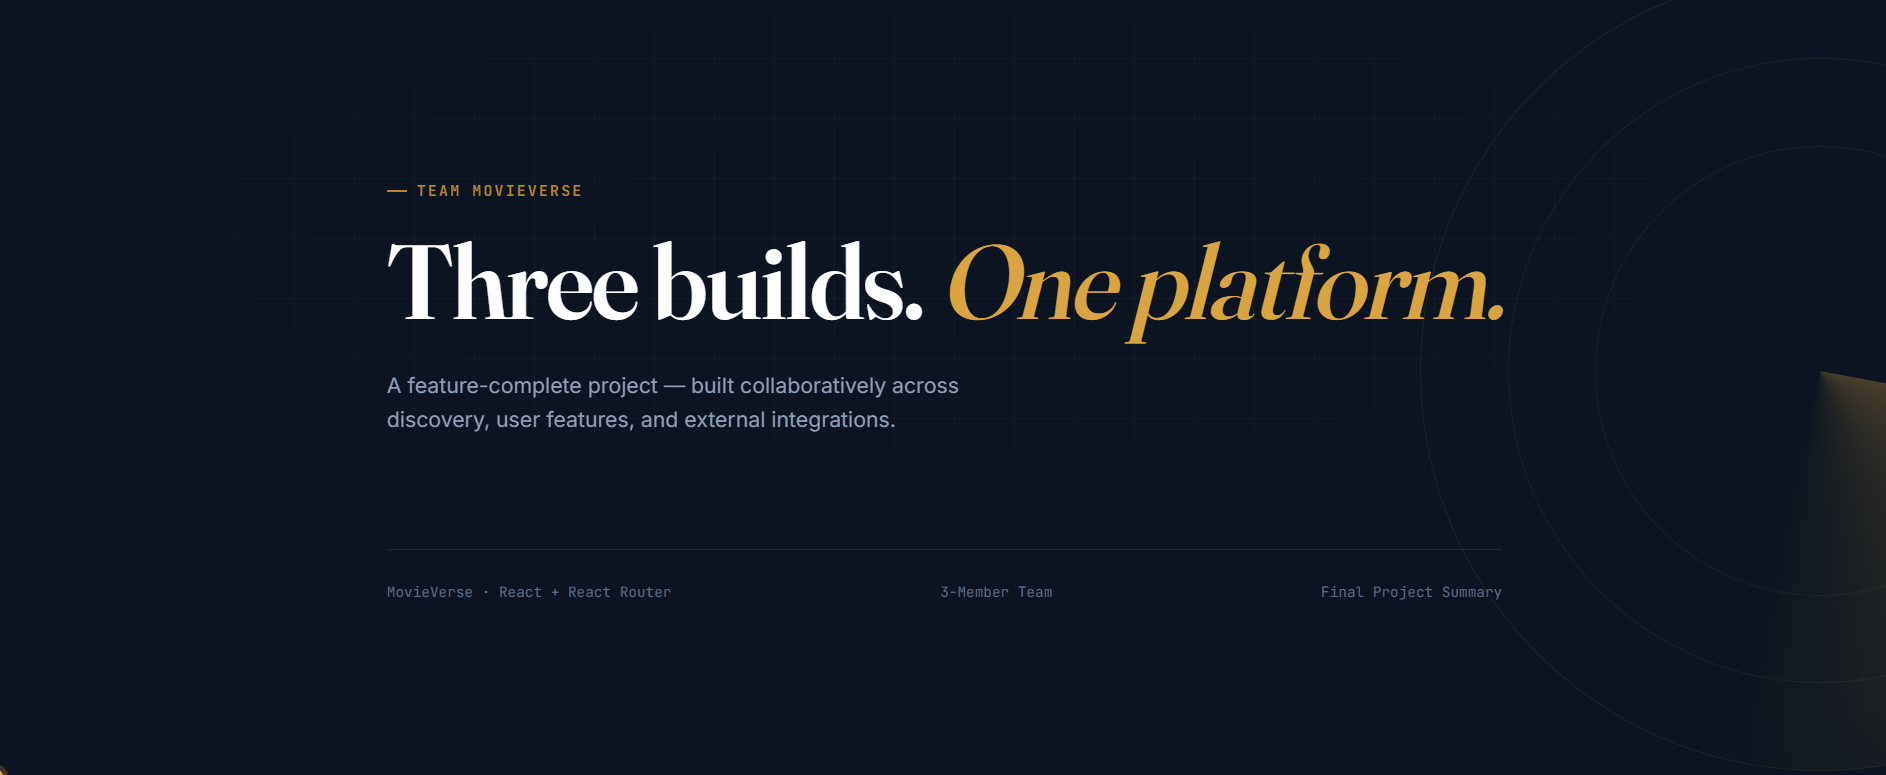 — TEAM MOVIEVERSE
Three builds. One platform.
A feature-complete project — built collaboratively across
discovery, user features, and external integrations.
MovieVerse · React + React Router
3-Member Team
Final Project Summary